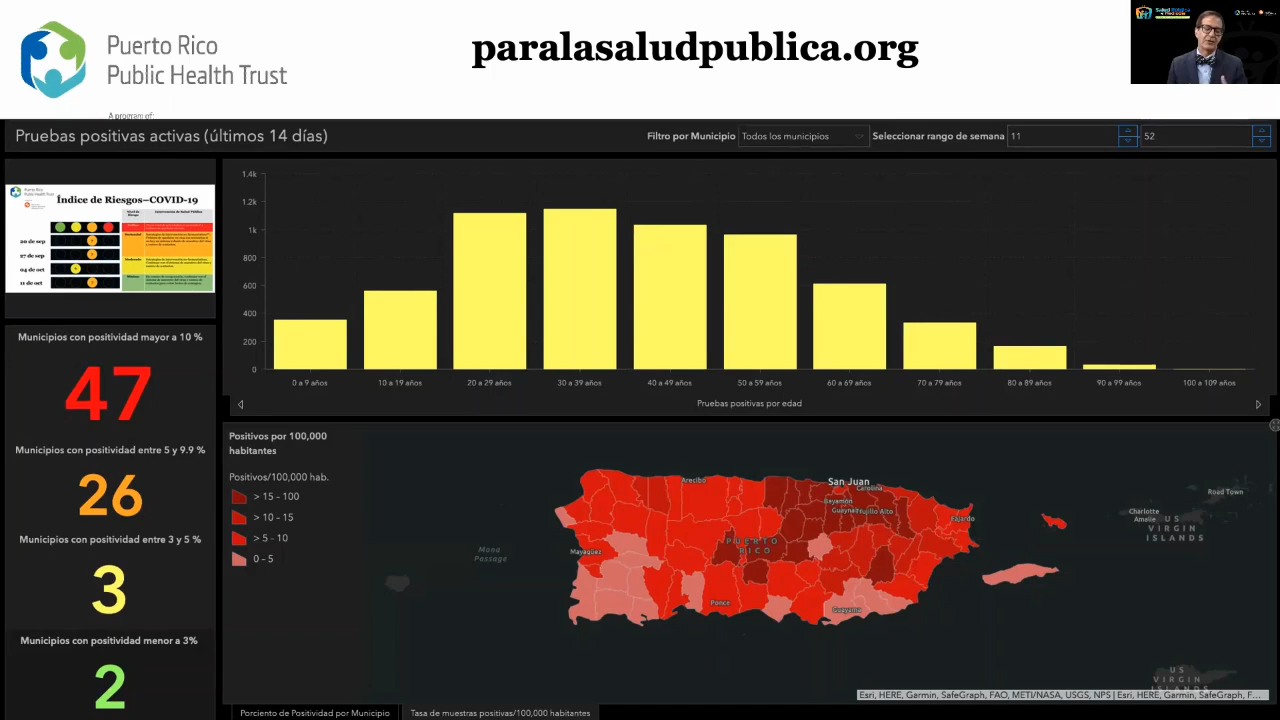 Puerto Rico
Public Health Trust
A program of:
paralasaludpublica.org
Pruebas positivas activas (últimos 14 días)
Filtro por Municipio
Todos los municipios
Seleccionar rango de semana
11
52
Puerto Rico
Public Health Trust
Índice de Riesgos–COVID-19
20 de sep
27 de sep
04 de oct
11 de oct
Municipios con positividad mayor a 10 %
47
Municipios con positividad entre 5 y 9.9 %
26
Municipios con positividad entre 3 y 5 %
3
Municipios con positividad menor a 3%
2
1.4k
1.2k
1k
800
600
400
200
0
0 a 9 años
10 a 19 años
20 a 29 años
30 a 39 años
40 a 49 años
50 a 59 años
60 a 69 años
70 a 79 años
80 a 89 años
90 a 99 años
100 a 109 años
Pruebas positivas por edad
Positivos por 100,000
habitantes
Positivos/100,000 hab.
> 15 - 100
> 10 - 15
> 5 - 10
0 - 5
Arecibo
San Juan
Carolina
Bayamón
Guaynabo
Trujillo Alto
Fajardo
Mayagüez
PUERTO
RICO
Mona
Passage
Ponce
Guayama
Road Town
Charlotte
Amalie
US
VIRGIN
ISLANDS
US
VIRGIN
ISLANDS
Esri, HERE, Garmin, SafeGraph, FAO, METI/NASA, USGS, NPS | Esri, HERE, Garmin, SafeGraph, F...
Porciento de Positividad por Municipio
Tasa de muestras positivas/100,000 habitantes